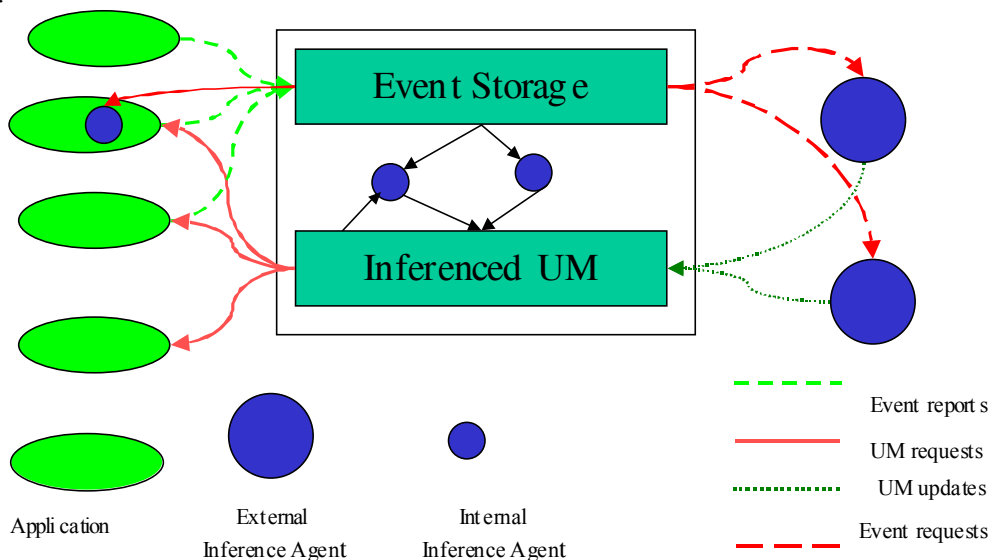 Event Storage
Inferenced UM
Event reports
UM requests
UM updates
Event requests
Application
External
Inference Agent
Internal
Inference Agent